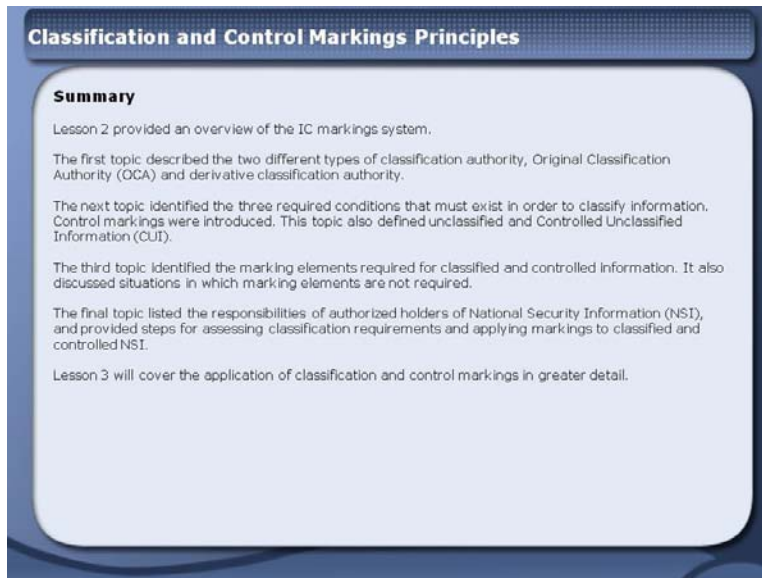 Classification and Control Markings Principles
Summary
Lesson 2 provided an overview of the IC markings system.
The first topic described the two different types of classification authority, Original Classification
Authority (OCA) and derivative classification authority.
The next topic identified the three required conditions that must exist in order to classify information.
Control markings were introduced. This topic also defined unclassified and Controlled Unclassified
Information (CUI).
The third topic identified the marking elements required for classified and controlled information. It also
discussed situations in which marking elements are not required.
The final topic listed the responsibilities of authorized holders of National Security Information (NSI),
and provided steps for assessing classification requirements and applying markings to classified and
controlled NSI.
Lesson 3 will cover the application of classification and control markings in greater detail.